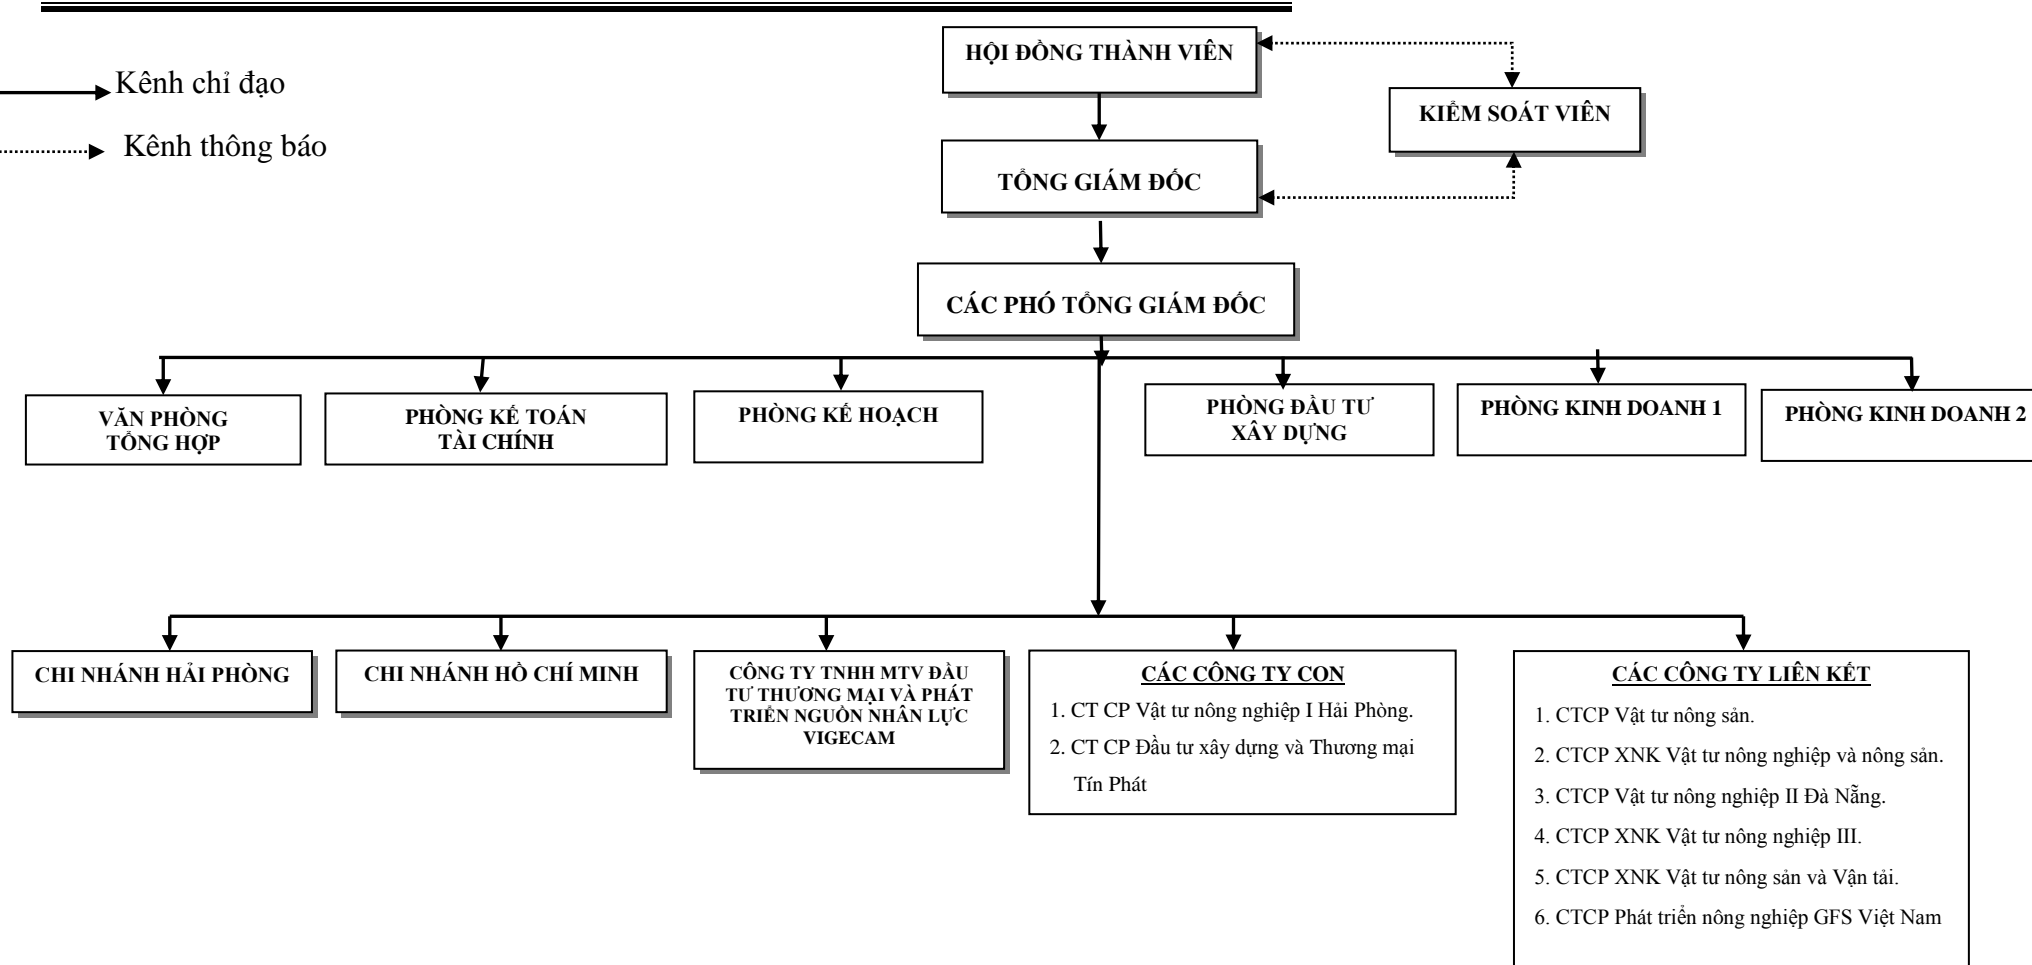 HỘI ĐỒNG THÀNH VIÊN
Kênh chỉ đạo
KIỂM SOÁT VIÊN
Kênh thông báo
TỔNG GIÁM ĐỐC
CÁC PHÓ TỔNG GIÁM ĐỐC
VĂN PHÒNG
TỔNG HỢP
PHÒNG KẾ TOÁN
TÀI CHÍNH
PHÒNG KẾ HOẠCH
PHÒNG ĐẦU TƯ
XÂY DỰNG
PHÒNG KINH DOANH 1
PHÒNG KINH DOANH 2
CHI NHÁNH HẢI PHÒNG
CHI NHÁNH HỒ CHÍ MINH
CÔNG TY TNHH MTV ĐẦU
TƯ THƯƠNG MẠI VÀ PHÁT
TRIỂN NGUỒN NHÂN LỰC
VIGECAM
CÁC CÔNG TY CON
1. CT CP Vật tư nông nghiệp I Hải Phòng.
2. CT CP Đầu tư xây dựng và Thương mại
Tín Phát
CÁC CÔNG TY LIÊN KẾT
1. CTCP Vật tư nông sản.
2. CTCP XNK Vật tư nông nghiệp và nông sản.
3. CTCP Vật tư nông nghiệp II Đà Nẵng.
4. CTCP XNK Vật tư nông nghiệp III.
5. CTCP XNK Vật tư nông sản và Vận tải.
6. CTCP Phát triển nông nghiệp GFS Việt Nam